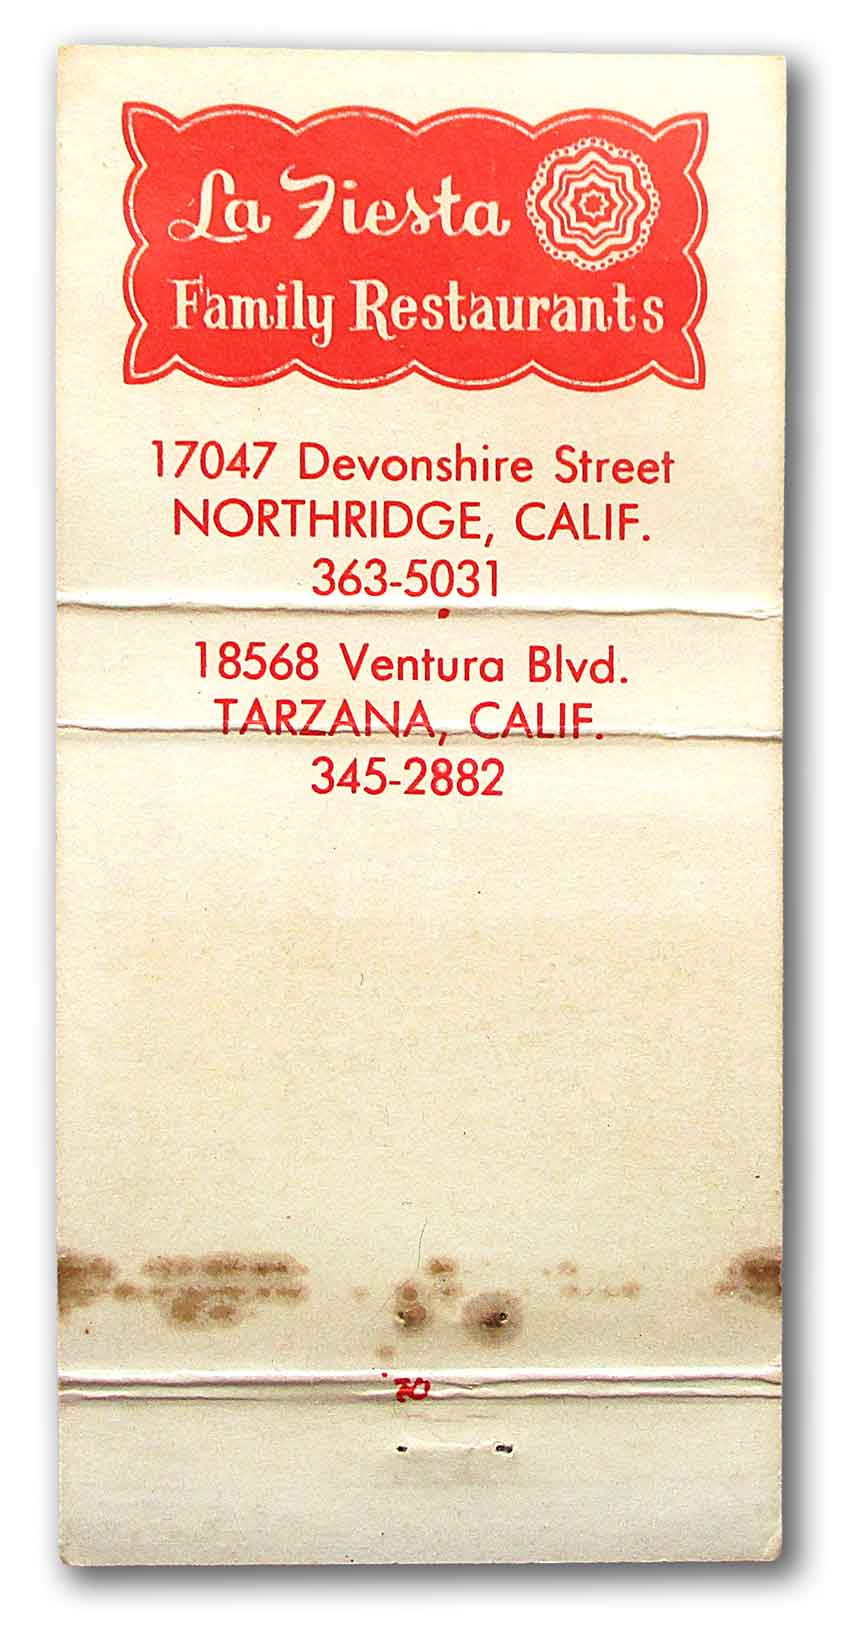 La Fiesta
Family Restaurants
17047 Devonshire Street
NORTHRIDGE, CALIF.
363-5031
18568 Ventura Blvd.
TARZANA, CALIF.
345-2882